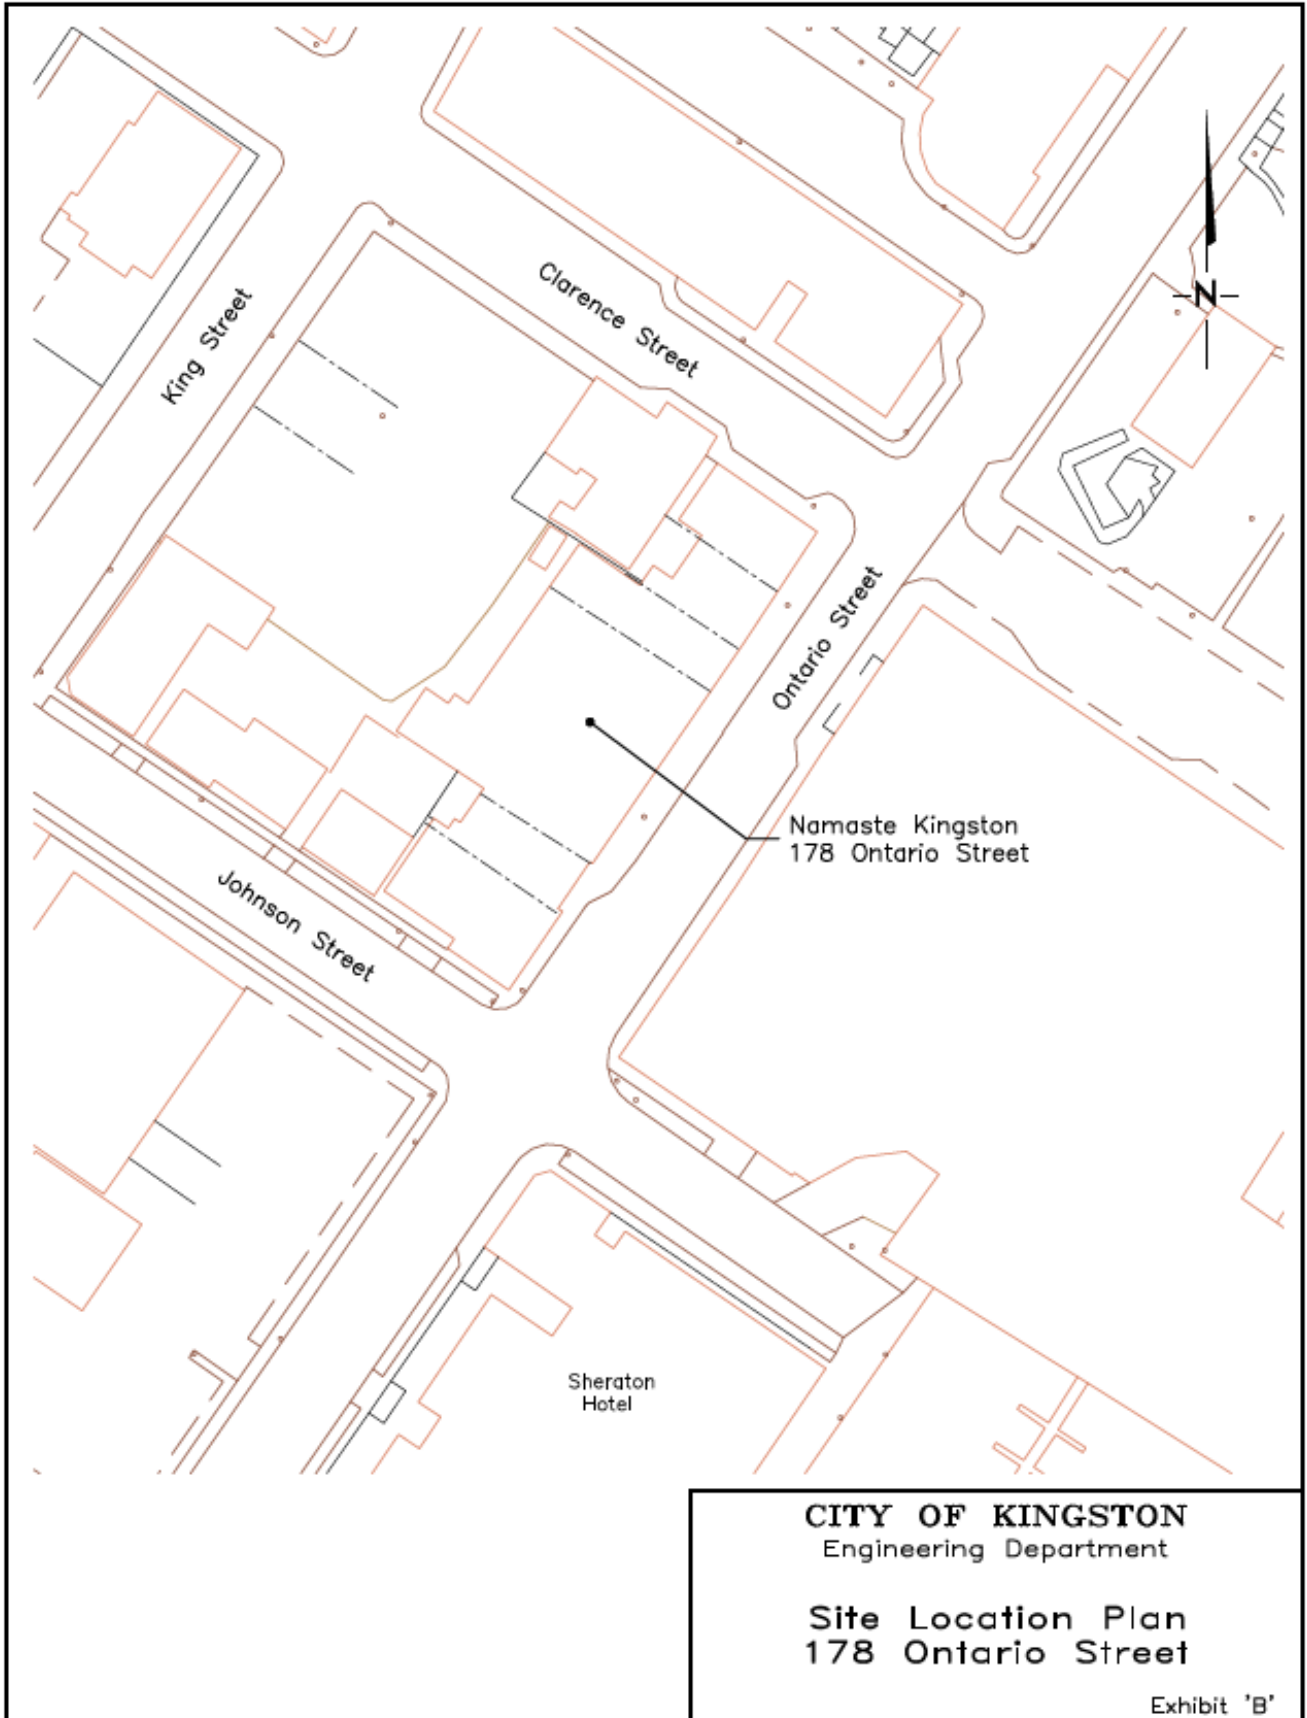 Clarence Street
King Street
N
Ontario Street
Namaste Kingston
178 Ontario Street
Johnson Street
Sheraton
Hotel
CITY OF KINGSTON
Engineering Department
Site Location Plan
178 Ontario Street
Exhibit 'B'